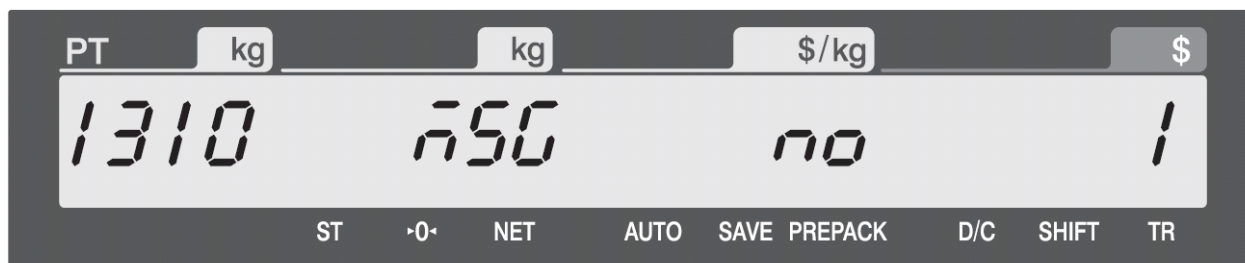 PT kg kg $/kg $
1310 mSG no 1
ST ▸0◂ NET AUTO SAVE PREPACK D/C SHIFT TR